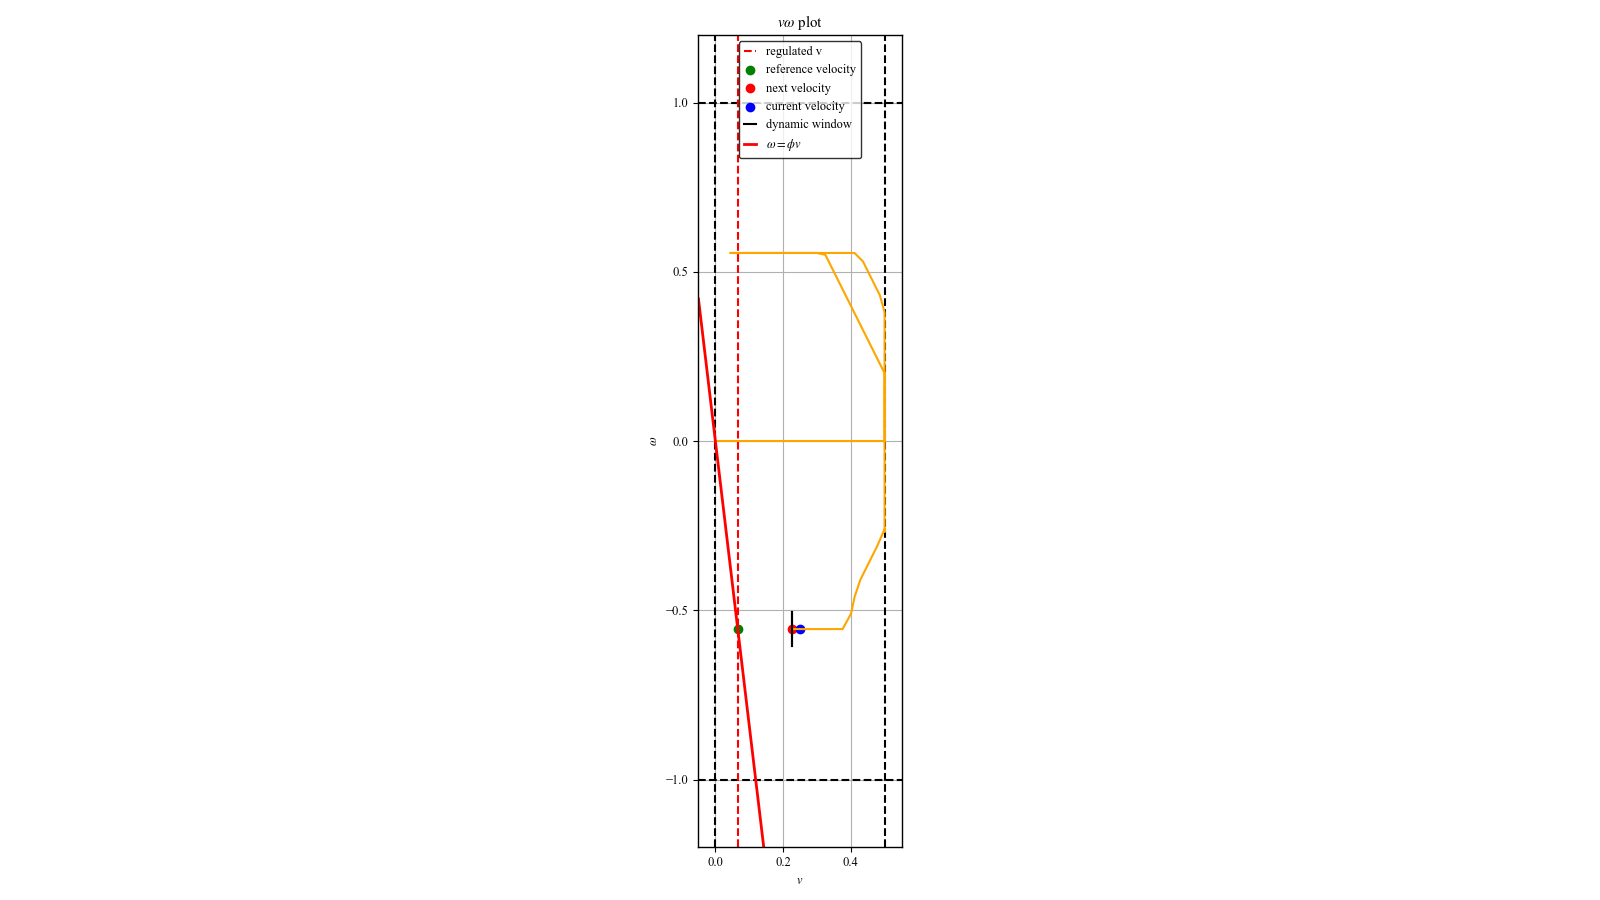 vω plot
regulated v
reference velocity
next velocity
current velocity
dynamic window
ω = ϕv
1.0
0.5
0.0
−0.5
−1.0
ω
0.0 0.2 0.4
v